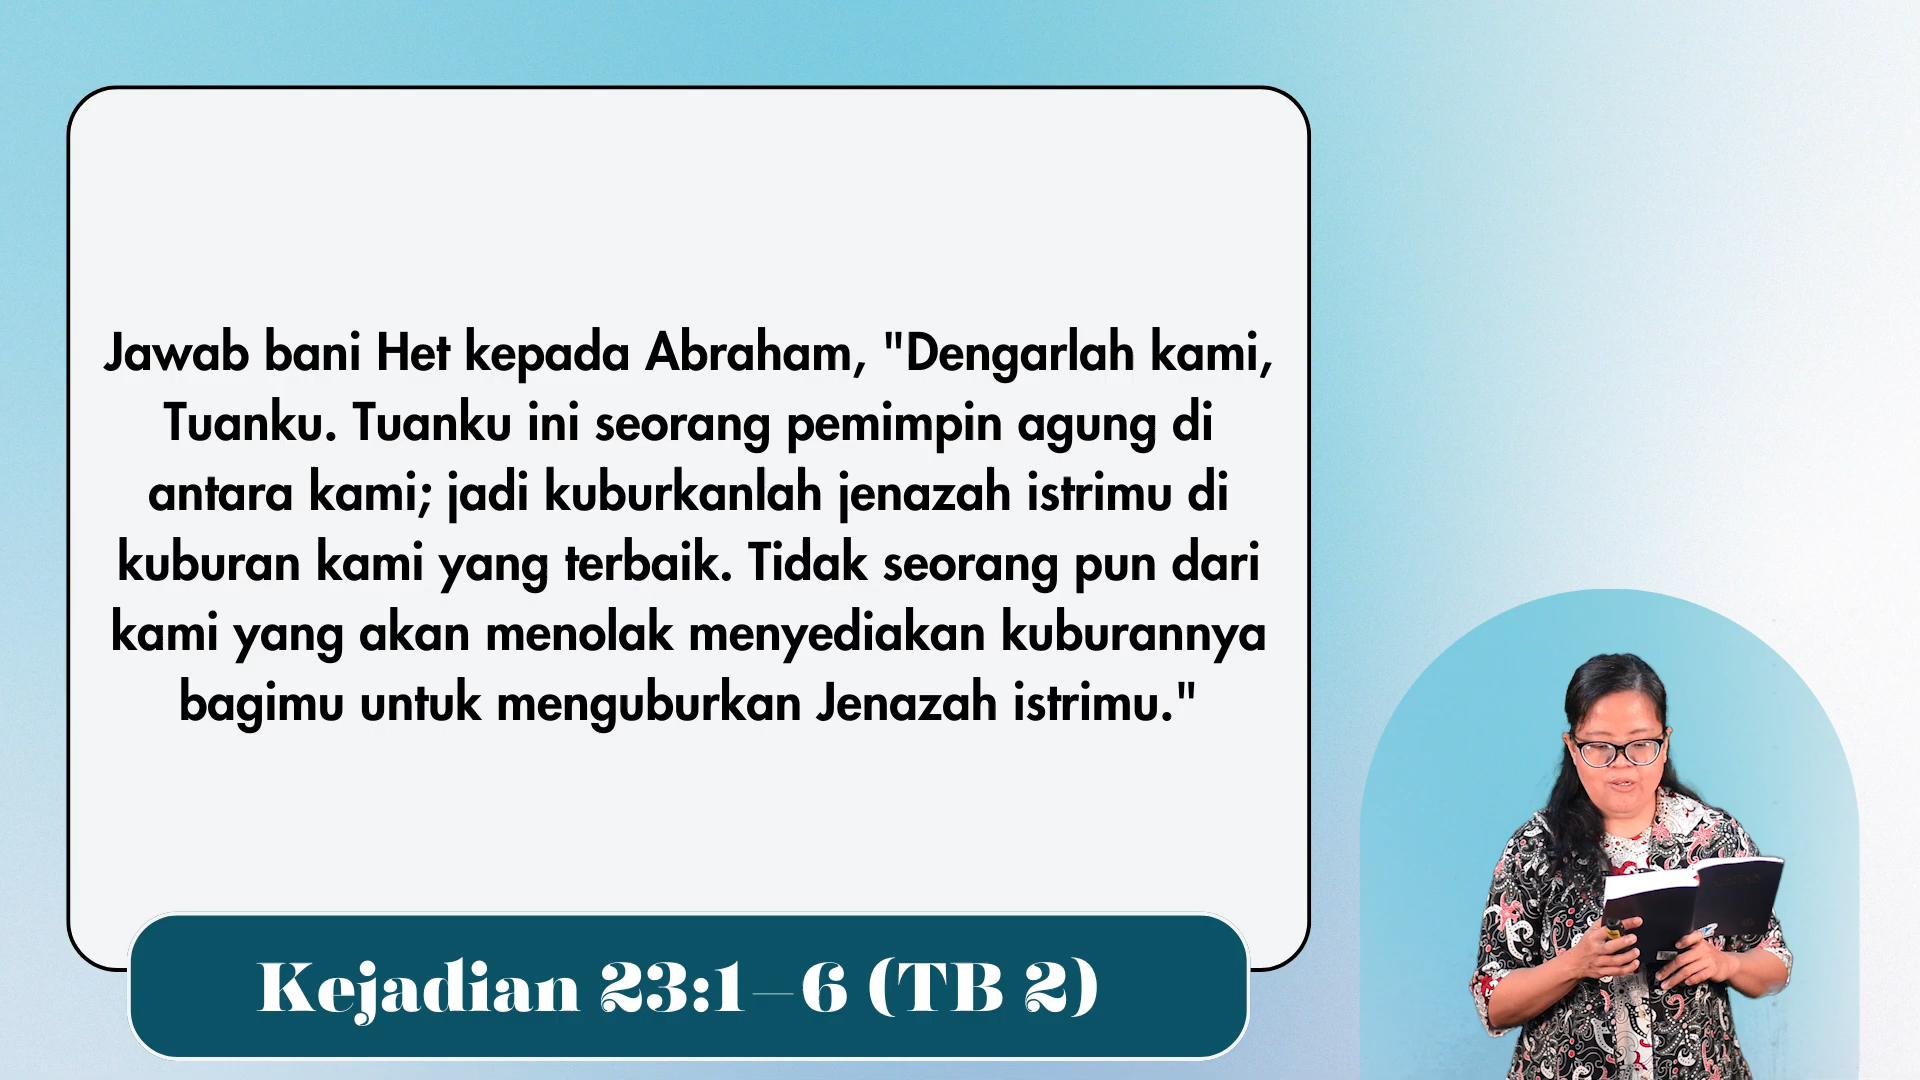 Jawab bani Het kepada Abraham, "Dengarlah kami,
Tuanku. Tuanku ini seorang pemimpin agung di
antara kami; jadi kuburkanlah jenazah istrimu di
kuburan kami yang terbaik. Tidak seorang pun dari
kami yang akan menolak menyediakan kuburannya
bagimu untuk menguburkan Jenazah istrimu."
Kejadian 23:1–6 (TB 2)